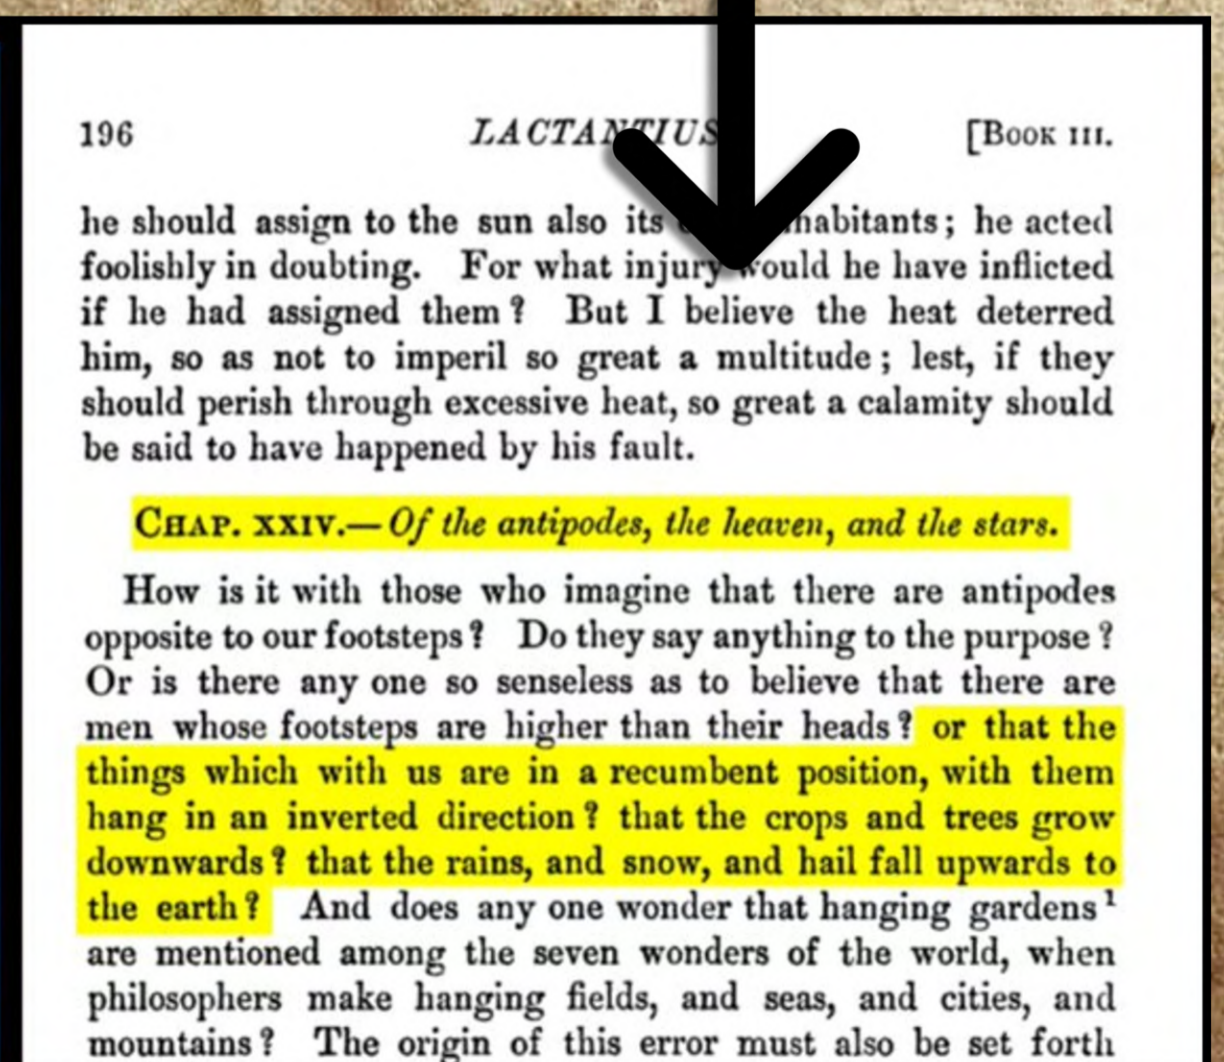 196 LACTANTIUS [BOOK III.
he should assign to the sun also its inhabitants; he acted
foolishly in doubting. For what injury would he have inflicted
if he had assigned them? But I believe the heat deterred
him, so as not to imperil so great a multitude; lest, if they
should perish through excessive heat, so great a calamity should
be said to have happened by his fault.
CHAP. XXIV.—Of the antipodes, the heaven, and the stars.
How is it with those who imagine that there are antipodes
opposite to our footsteps? Do they say anything to the purpose?
Or is there any one so senseless as to believe that there are
men whose footsteps are higher than their heads? or that the
things which with us are in a recumbent position, with them
hang in an inverted direction? that the crops and trees grow
downwards? that the rains, and snow, and hail fall upwards to
the earth? And does any one wonder that hanging gardens¹
are mentioned among the seven wonders of the world, when
philosophers make hanging fields, and seas, and cities, and
mountains? The origin of this error must also be set forth